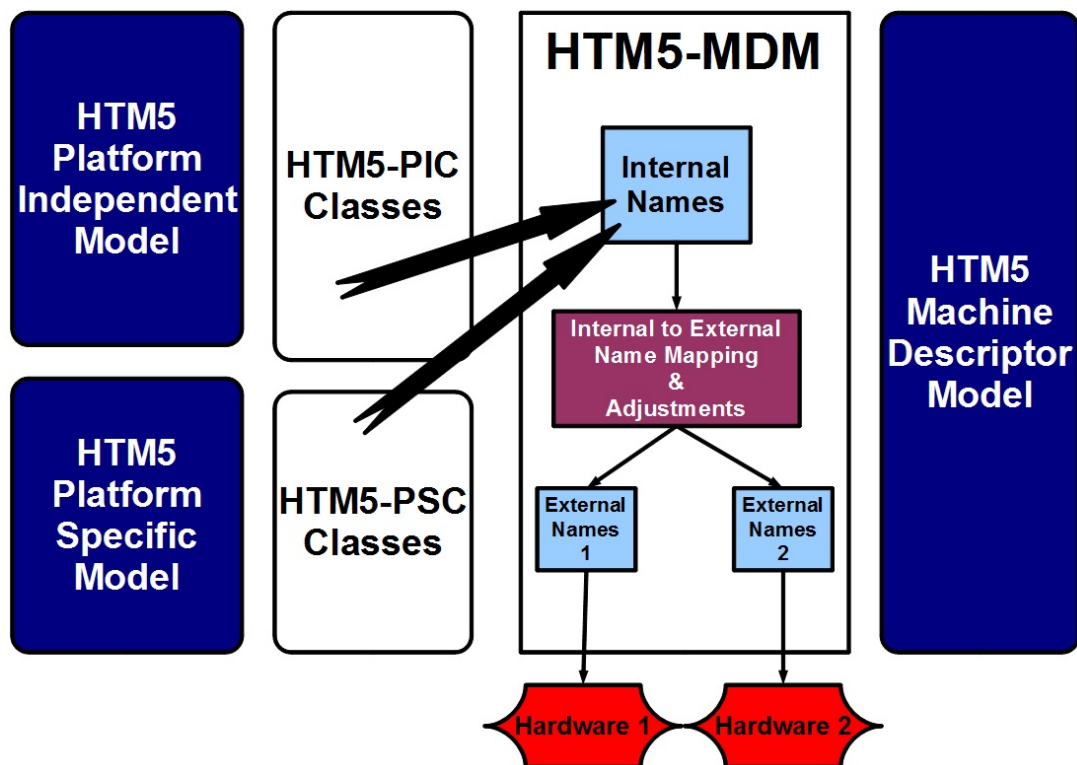 HTM5
Platform
Independent
Model
HTM5-PIC
Classes
HTM5
Platform
Specific
Model
HTM5-PSC
Classes
HTM5-MDM
Internal
Names
Internal to External
Name Mapping
&
Adjustments
External
Names
1
External
Names
2
Hardware 1
Hardware 2
HTM5
Machine
Descriptor
Model